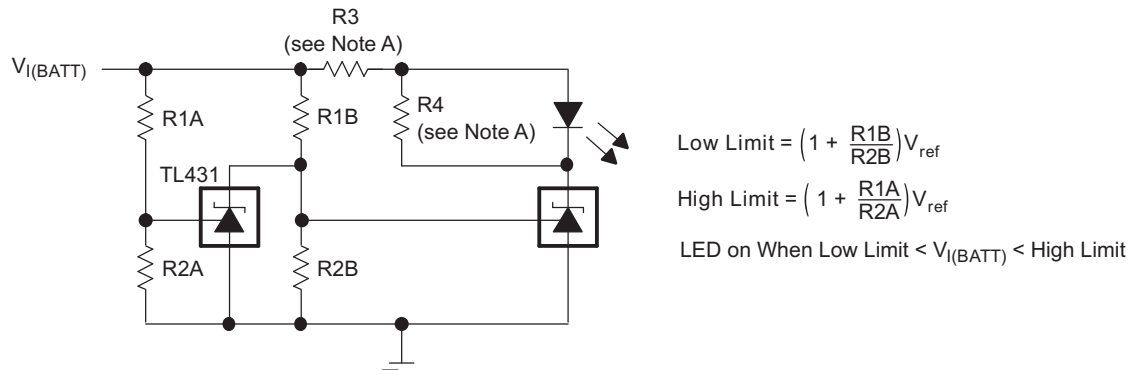 R3
(see Note A)
V_I(BATT)
R1A
R1B
R4
(see Note A)
TL431
R2A
R2B
Low Limit = (1 + R1B/R2B) V_ref
High Limit = (1 + R1A/R2A) V_ref
LED on When Low Limit < V_I(BATT) < High Limit